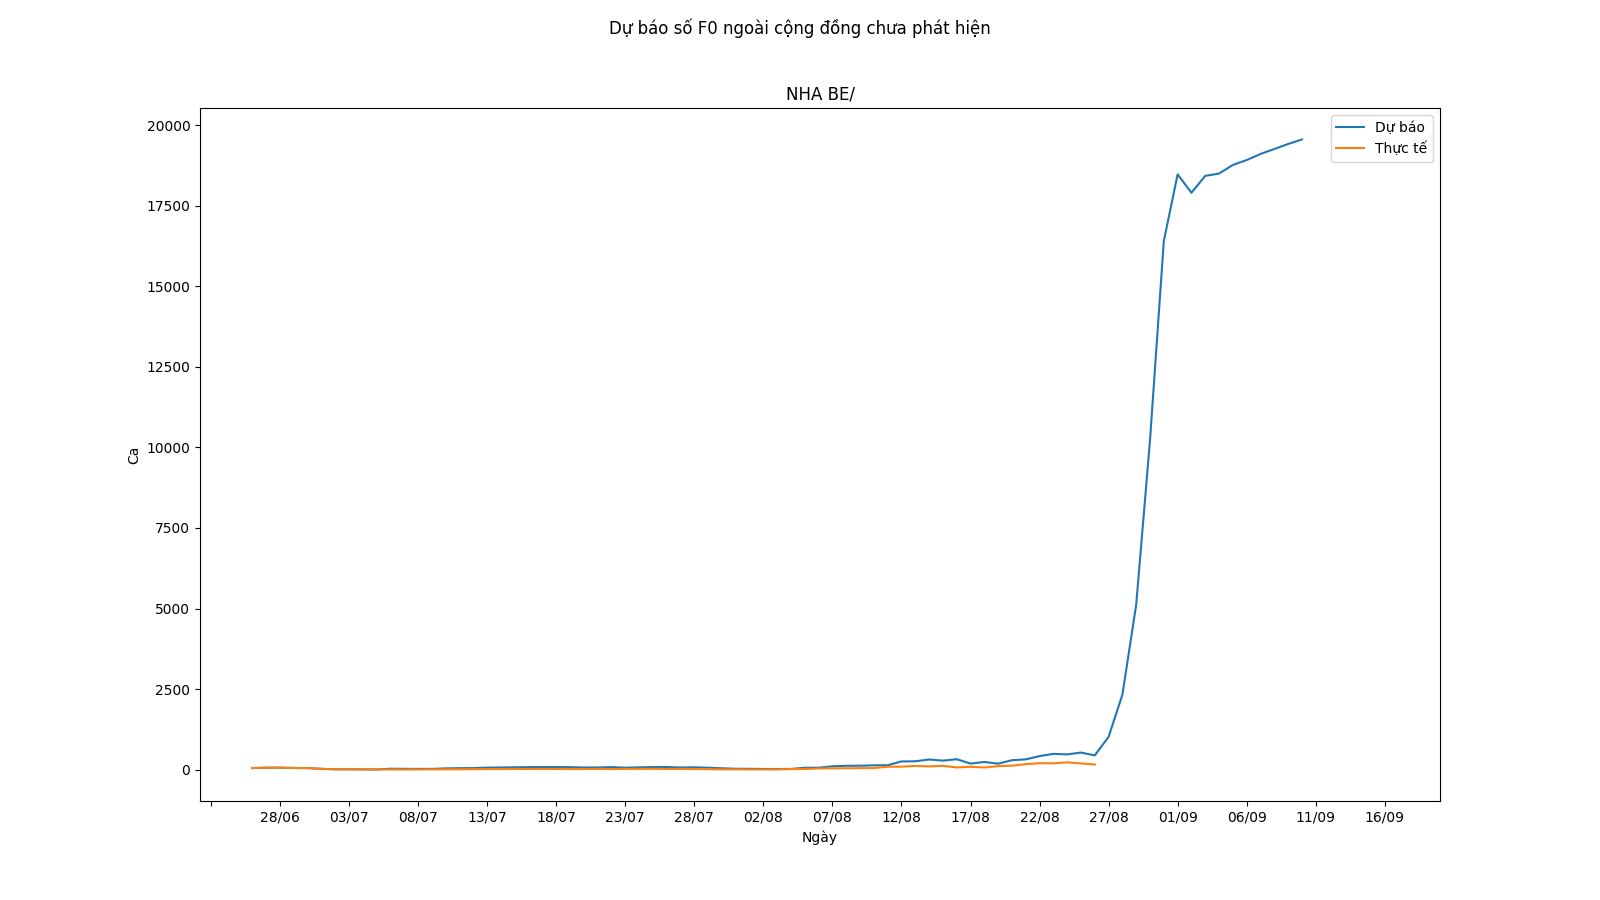 Dự báo số F0 ngoài cộng đồng chưa phát hiện
NHA BE/
Dự báo
Thực tế
20000
17500
15000
12500
10000
7500
5000
2500
0
Ca
28/06 03/07 08/07 13/07 18/07 23/07 28/07 02/08 07/08 12/08 17/08 22/08 27/08 01/09 06/09 11/09 16/09
Ngày